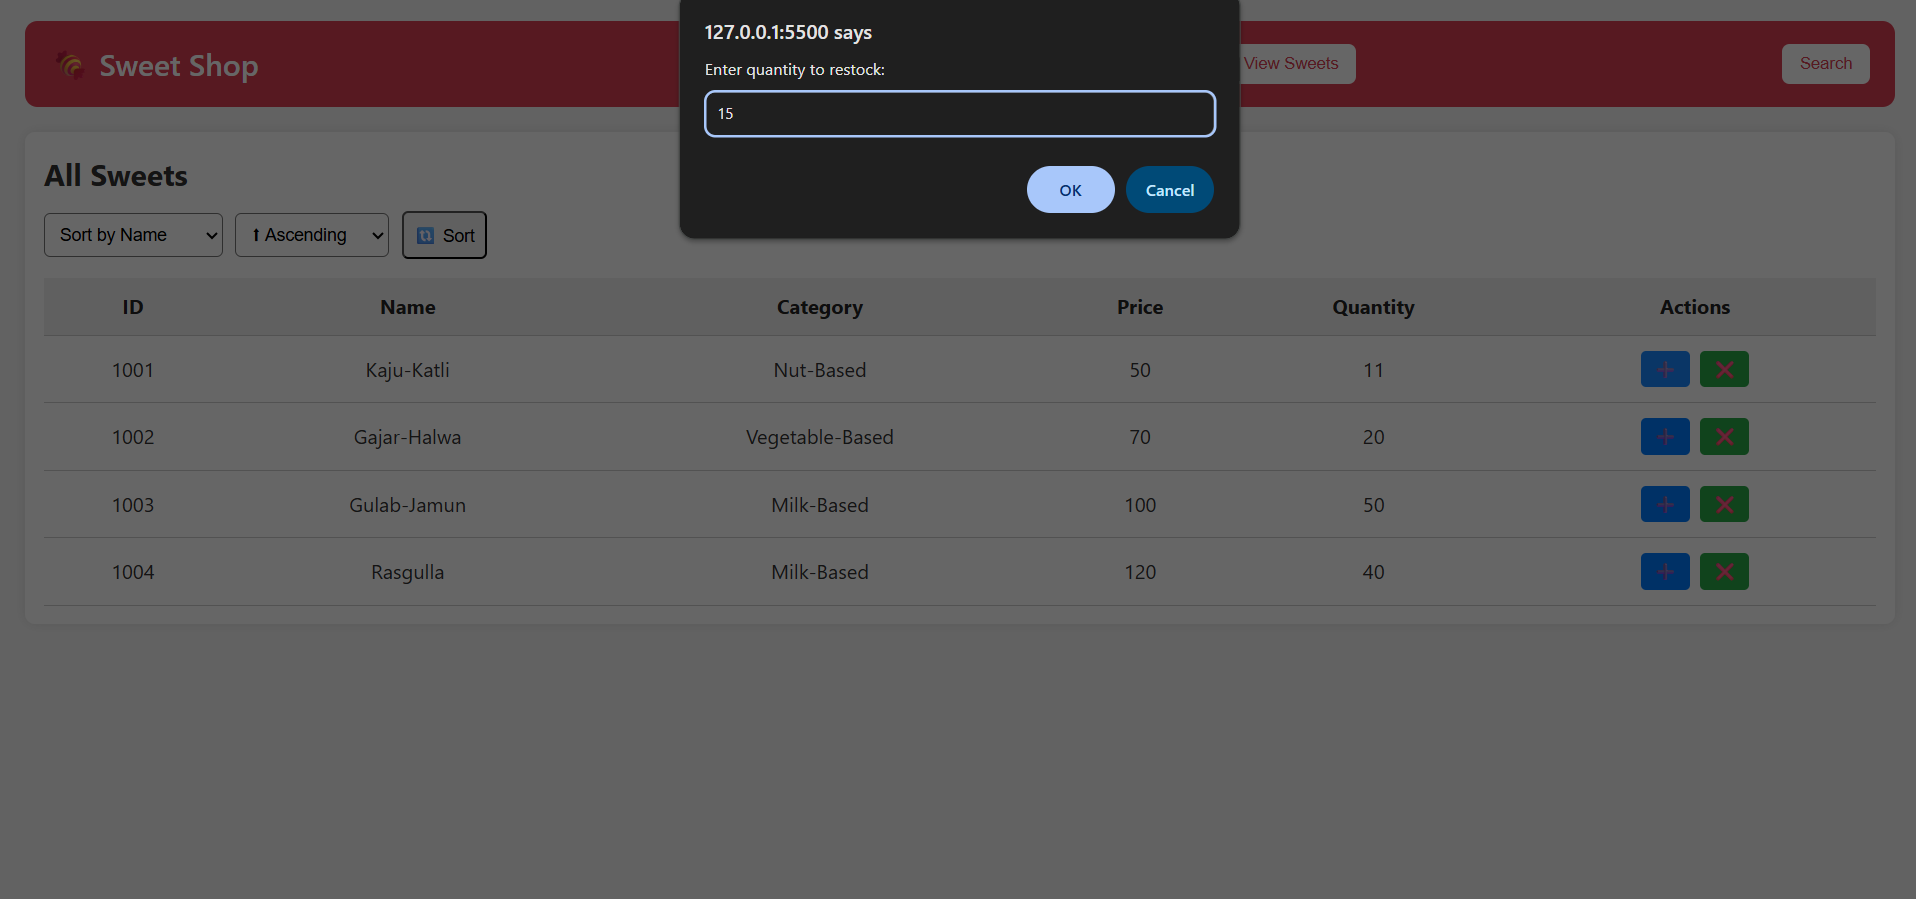 127.0.0.1:5500 says
Enter quantity to restock:
15
OK Cancel
Sweet Shop View Sweets Search
All Sweets
Sort by Name Ascending Sort
ID Name Category Price Quantity Actions
1001 Kaju-Katli Nut-Based 50 11
1002 Gajar-Halwa Vegetable-Based 70 20
1003 Gulab-Jamun Milk-Based 100 50
1004 Rasgulla Milk-Based 120 40